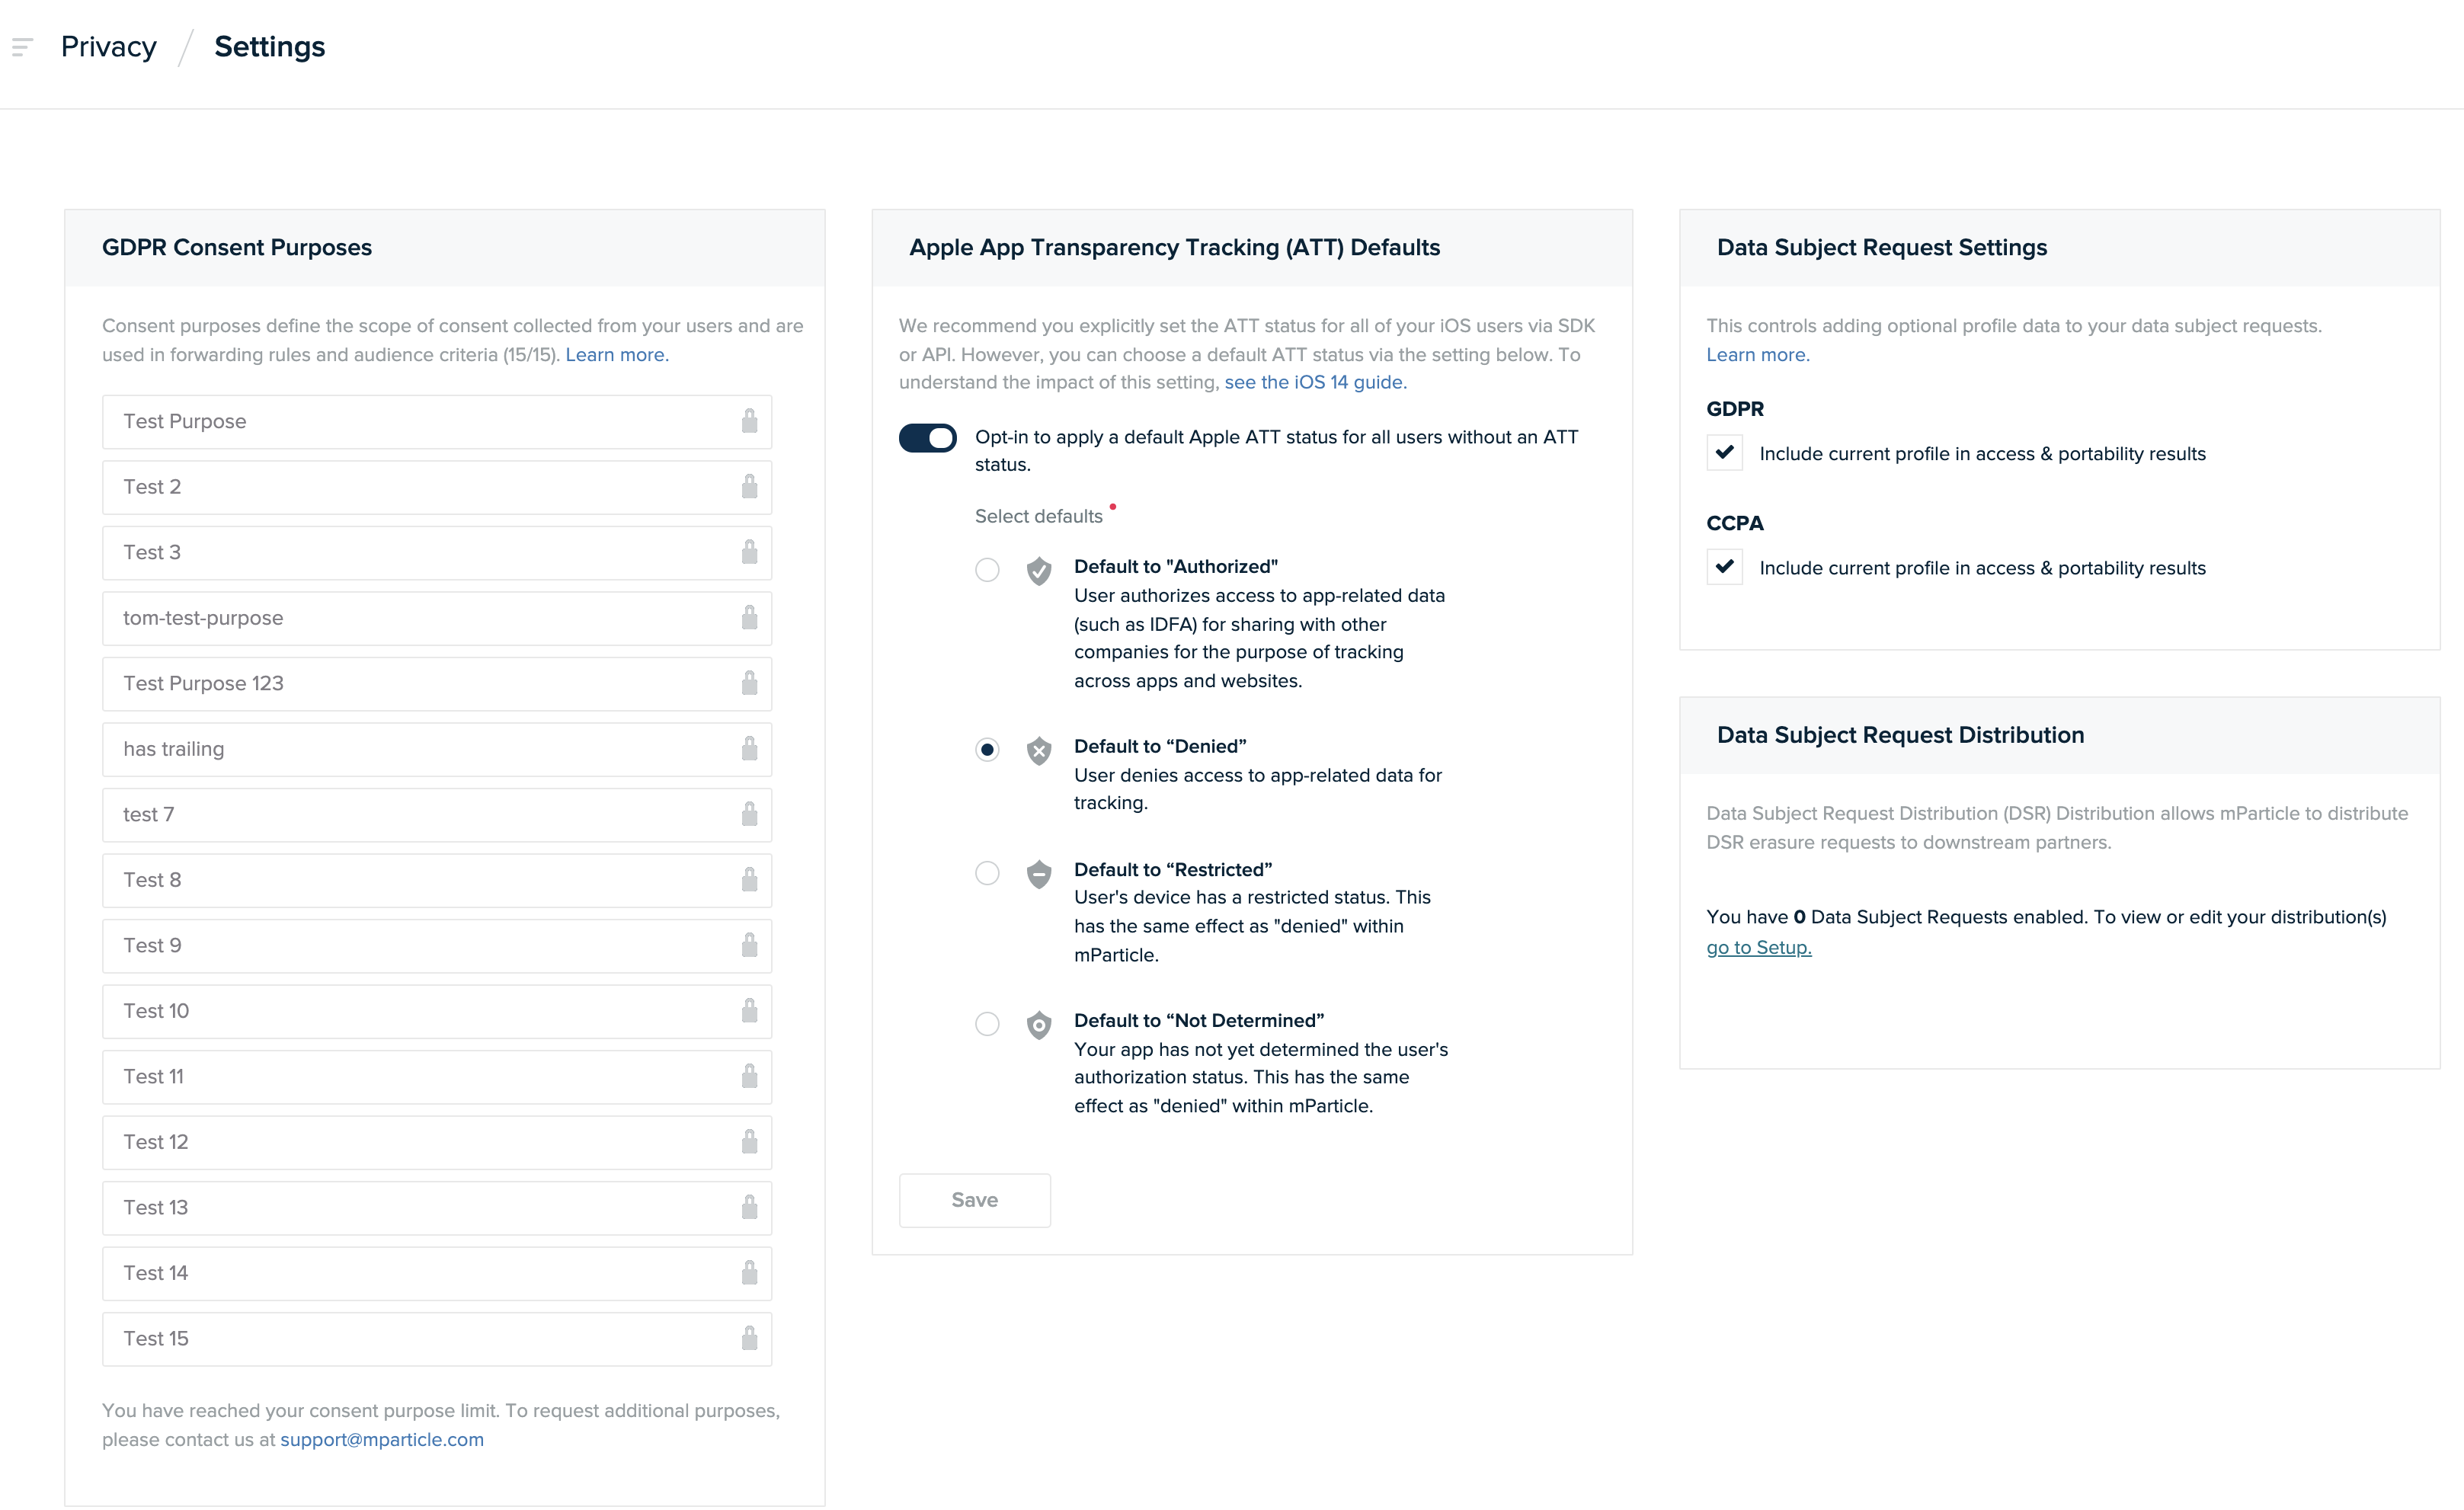 Privacy / Settings
GDPR Consent Purposes
Consent purposes define the scope of consent collected from your users and are
used in forwarding rules and audience criteria (15/15). Learn more.
Test Purpose
Test 2
Test 3
tom-test-purpose
Test Purpose 123
has trailing
test 7
Test 8
Test 9
Test 10
Test 11
Test 12
Test 13
Test 14
Test 15
You have reached your consent purpose limit. To request additional purposes,
please contact us at support@mparticle.com
Apple App Transparency Tracking (ATT) Defaults
We recommend you explicitly set the ATT status for all of your iOS users via SDK
or API. However, you can choose a default ATT status via the setting below. To
understand the impact of this setting, see the iOS 14 guide.
Opt-in to apply a default Apple ATT status for all users without an ATT
status.
Select defaults
Default to "Authorized"
User authorizes access to app-related data
(such as IDFA) for sharing with other
companies for the purpose of tracking
across apps and websites.
Default to “Denied”
User denies access to app-related data for
tracking.
Default to “Restricted”
User's device has a restricted status. This
has the same effect as "denied" within
mParticle.
Default to “Not Determined”
Your app has not yet determined the user's
authorization status. This has the same
effect as "denied" within mParticle.
Save
Data Subject Request Settings
This controls adding optional profile data to your data subject requests.
Learn more.
GDPR
Include current profile in access & portability results
CCPA
Include current profile in access & portability results
Data Subject Request Distribution
Data Subject Request Distribution (DSR) Distribution allows mParticle to distribute
DSR erasure requests to downstream partners.
You have 0 Data Subject Requests enabled. To view or edit your distribution(s)
go to Setup.